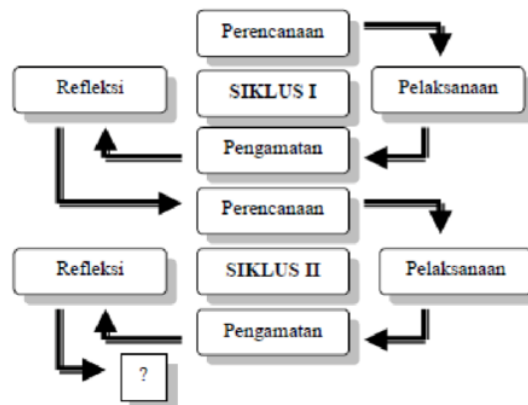 Perencanaan
Refleksi
SIKLUS I
Pelaksanaan
Pengamatan
Perencanaan
Refleksi
SIKLUS II
Pelaksanaan
Pengamatan
?